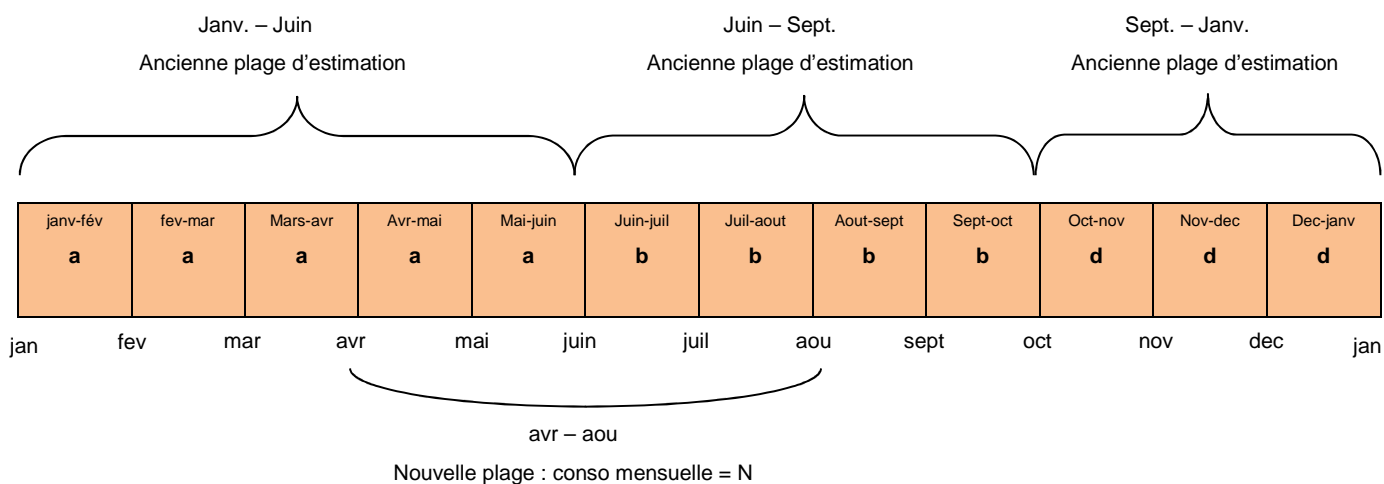 Janv. – Juin Juin – Sept. Sept. – Janv.
Ancienne plage d’estimation Ancienne plage d’estimation Ancienne plage d’estimation
janv-fév fev-mar Mars-avr Avr-mai Mai-juin Juin-juil Juil-aout Aout-sept Sept-oct Oct-nov Nov-dec Dec-janv
a a a a a b b b b d d d
jan fev mar avr mai juin juil aou sept oct nov dec jan
avr – aou
Nouvelle plage : conso mensuelle = N